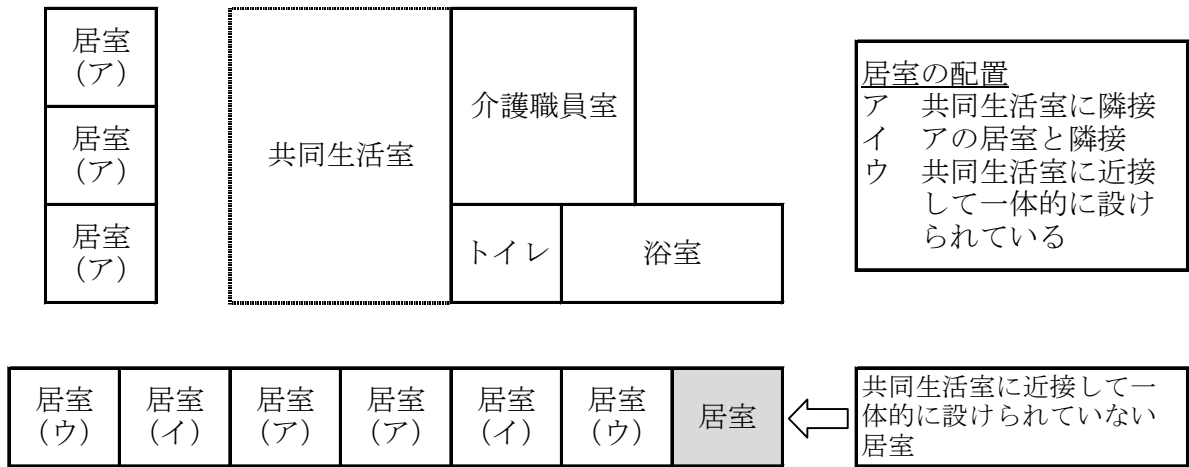 居室
(ア)
居室
(ア)
居室
(ア)
共同生活室
介護職員室
トイレ
浴室
居室の配置
ア　共同生活室に隣接
イ　アの居室と隣接
ウ　共同生活室に近接
して一体的に設け
られている
居室
(ウ)
居室
(イ)
居室
(ア)
居室
(ア)
居室
(イ)
居室
(ウ)
居室
共同生活室に近接して一
体的に設けられていない
居室